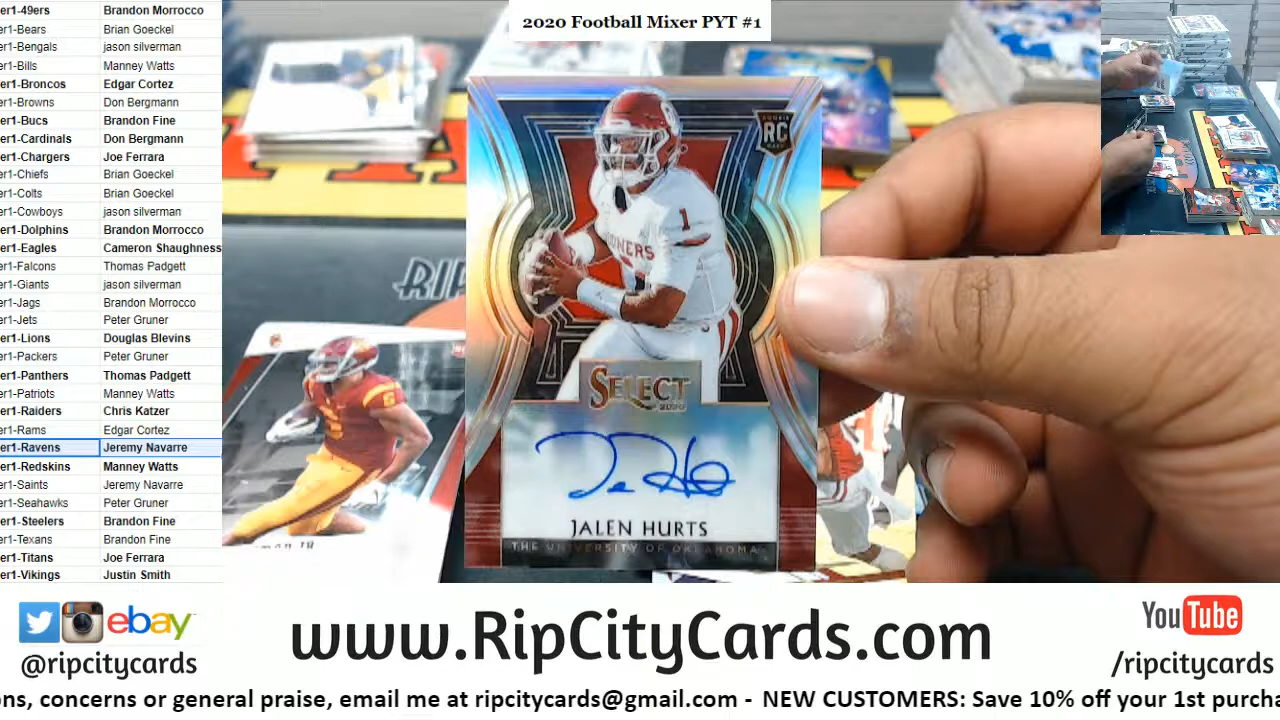 2020 Football Mixer PYT #1
er1-49ers Brandon Morrocco
er1-Bears Brian Goeckel
er1-Bengals jason silverman
er1-Bills Manney Watts
er1-Broncos Edgar Cortez
er1-Browns Don Bergmann
er1-Bucs Brandon Fine
er1-Cardinals Don Bergmann
er1-Chargers Joe Ferrara
er1-Chiefs Brian Goeckel
er1-Colts Brian Goeckel
er1-Cowboys jason silverman
er1-Dolphins Brandon Morrocco
er1-Eagles Cameron Shaughness
er1-Falcons Thomas Padgett
er1-Giants jason silverman
er1-Jags Brandon Morrocco
er1-Jets Peter Gruner
er1-Lions Douglas Blevins
er1-Packers Peter Gruner
er1-Panthers Thomas Padgett
er1-Patriots Manney Watts
er1-Raiders Chris Katzer
er1-Rams Edgar Cortez
er1-Ravens Jeremy Navarre
er1-Redskins Manney Watts
er1-Saints Jeremy Navarre
er1-Seahawks Peter Gruner
er1-Steelers Brandon Fine
er1-Texans Brandon Fine
er1-Titans Joe Ferrara
er1-Vikings Justin Smith
RIP
ROOKIE
RC
CARD
1
SOONERS
SELECT
2020
JALEN HURTS
THE UNIVERSITY OF OKLAHOMA
ebay
@ripcitycards
www.RipCityCards.com
YouTube
/ripcitycards
ons, concerns or general praise, email me at ripcitycards@gmail.com - NEW CUSTOMERS: Save 10% off your 1st purcha